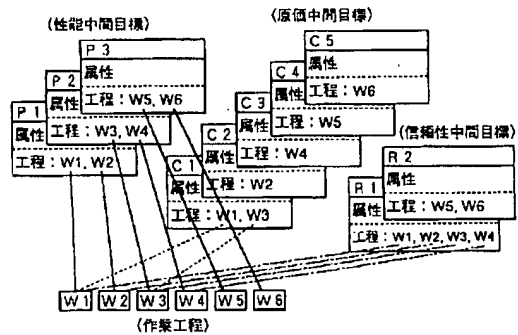 (性能中間目標)
P 3
属性
工程：W5, W6
P 2
属性
工程：W3, W4
P 1
属性
工程：W1, W2
(原価中間目標)
C 5
属性
工程：W6
C 4
属性
工程：W5
C 3
属性
工程：W4
C 2
属性
工程：W2
C 1
属性
工程：W1, W3
(信頼性中間目標)
R 2
属性
工程：W5, W6
R 1
属性
工程：W1, W2, W3, W4
W 1 W 2 W 3 W 4 W 5 W 6
(作業工程)